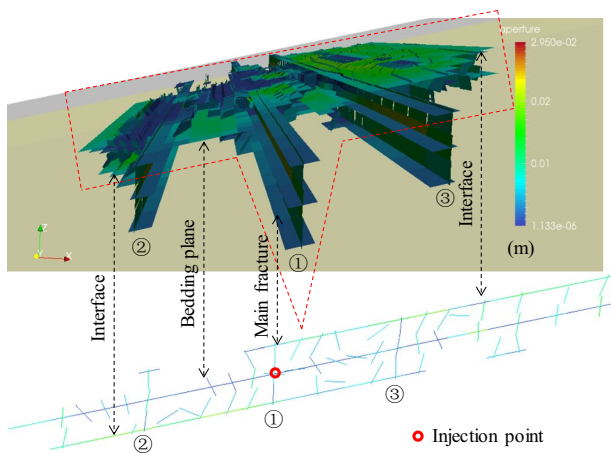 aperture
2.950e-02
0.02
0.01
1.133e-06
(m)
Interface
③
②
①
Bedding plane
Main fracture
Interface
Z
Y
X
③
①
②
Injection point